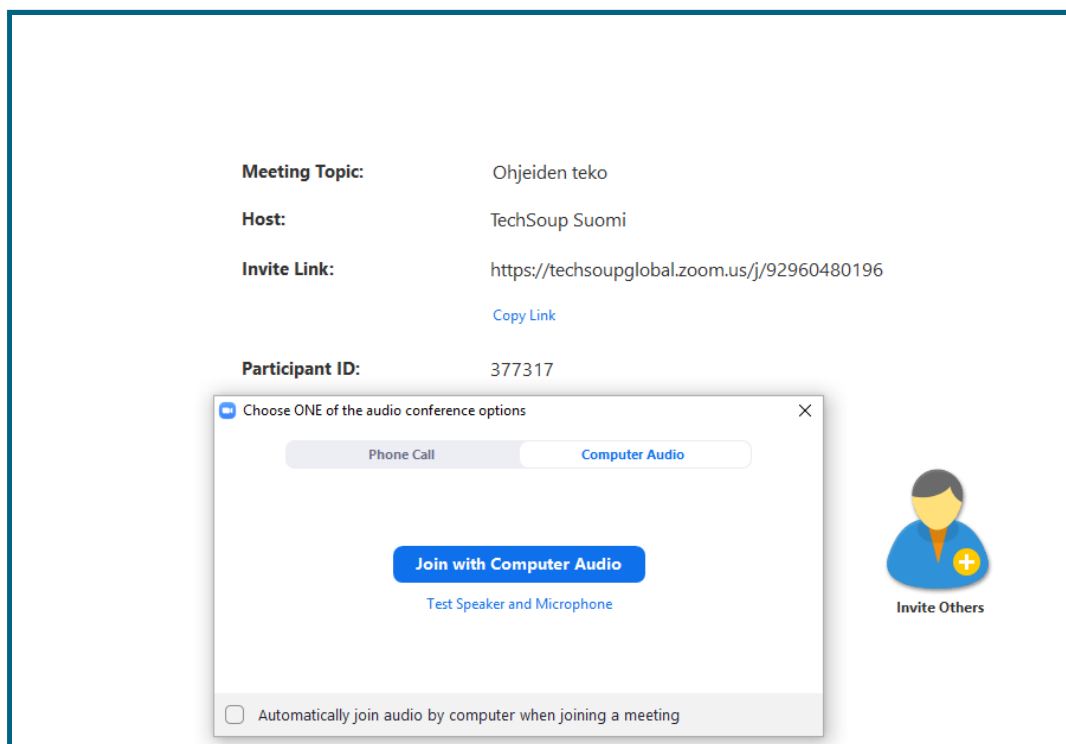 Meeting Topic: Ohjeiden teko
Host: TechSoup Suomi
Invite Link: https://techsoupglobal.zoom.us/j/92960480196
Copy Link
Participant ID: 377317
Choose ONE of the audio conference options
Phone Call Computer Audio
Join with Computer Audio
Test Speaker and Microphone
Invite Others
Automatically join audio by computer when joining a meeting